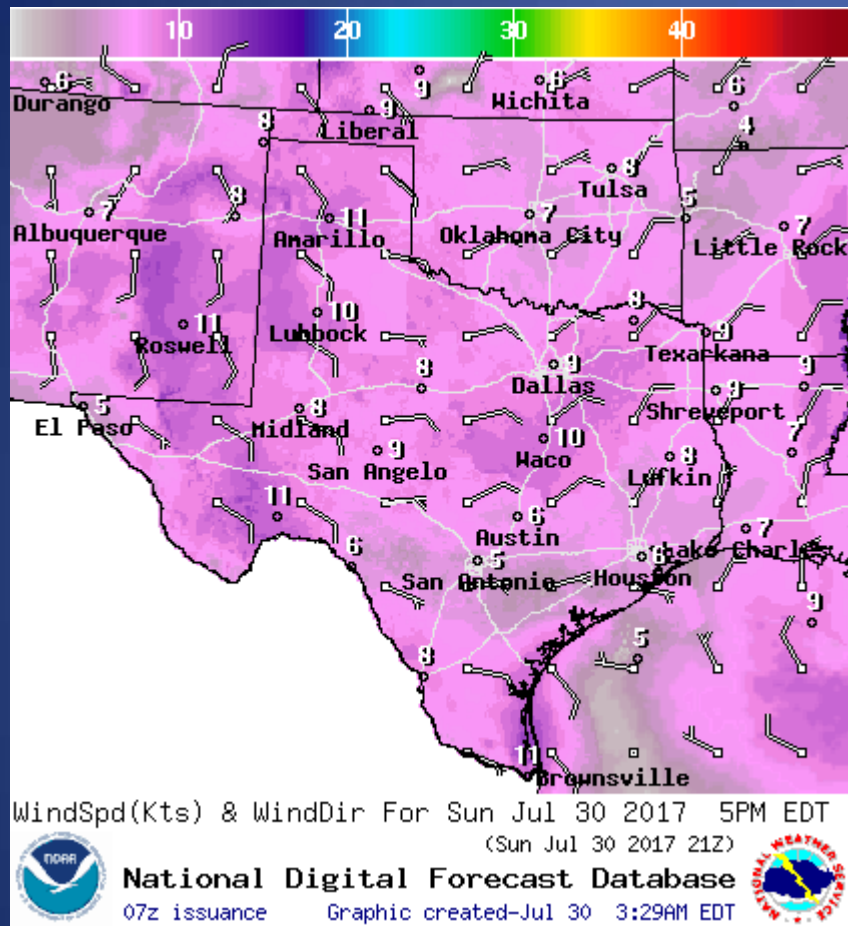 10 20 30 40
6 9 8 6
Durango Wichita
9
Liberal
8 4
8
Tulsa
7 8 11 7 5 7
Albuquerque Amarillo Oklahoma City Little Rock
11 10 8
Roswell Lubbock 9
Texarkana
9
8 Dallas 9 9
5 8 Shreveport
El Paso Midland
9 10 7
San Angelo Waco 8
Lufkin
11 6 7
Austin
6 5 6 Lake Charles
San Antonio Houston
9
8 5
11
Brownsville
WindSpd(Kts) & WindDir For Sun Jul 30 2017 5PM EDT
(Sun Jul 30 2017 21Z)
NOAA
National Digital Forecast Database
07z issuance Graphic created-Jul 30 3:29AM EDT
NATIONAL WEATHER SERVICE